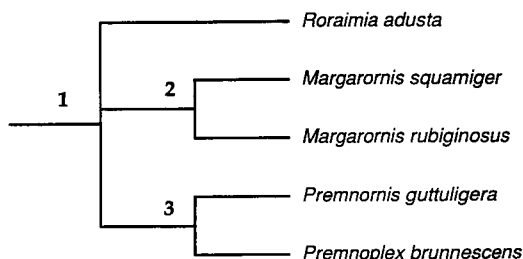 Roraimia adusta
1
2
Margarornis squamiger
Margarornis rubiginosus
3
Premnornis guttuligera
Premnoplex brunnescens